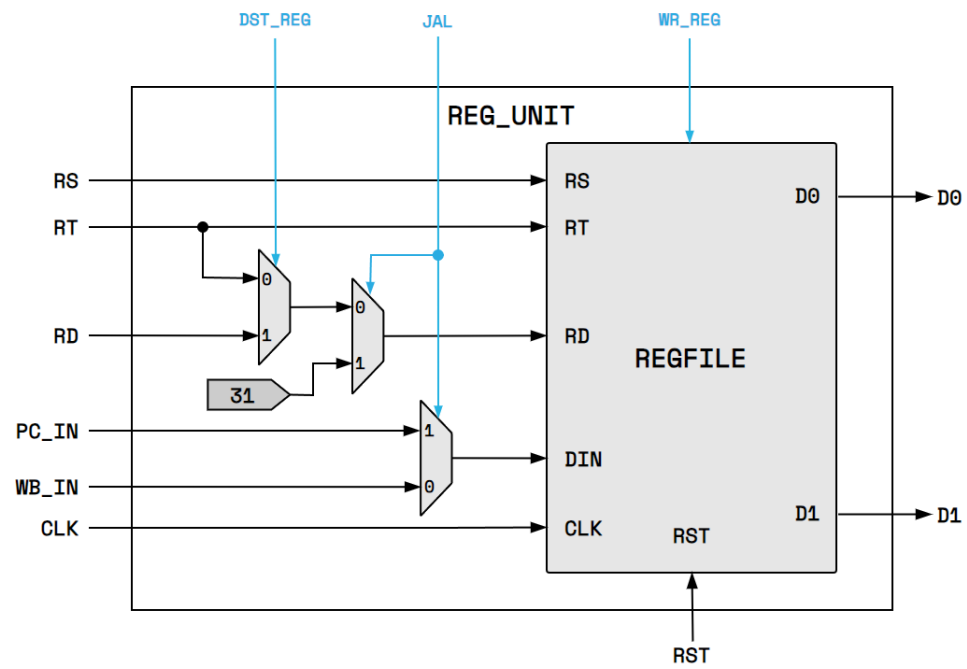 DST_REG
JAL
WR_REG
REG_UNIT
RS
RS
D0
D0
RT
RT
0
0
RD
1
RD
1
REGFILE
31
PC_IN
1
DIN
WB_IN
0
CLK
CLK
RST
D1
D1
RST